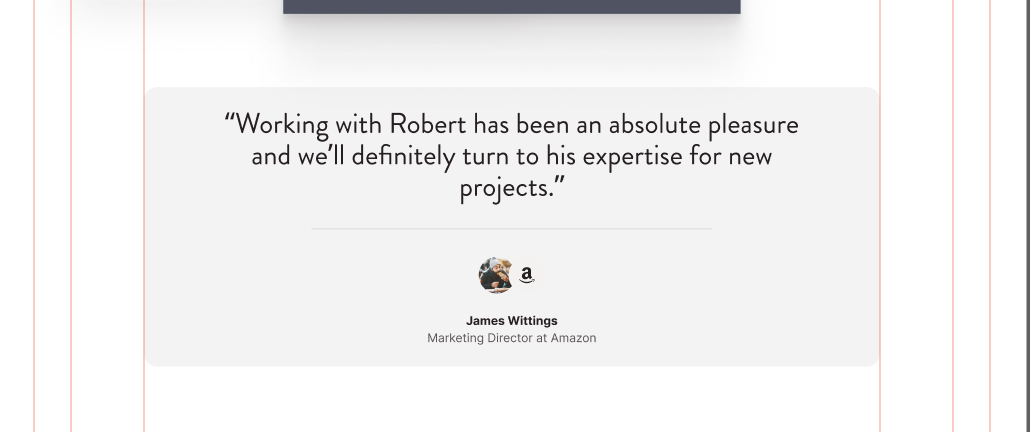 “Working with Robert has been an absolute pleasure
and we’ll definitely turn to his expertise for new
projects.”
a
James Wittings
Marketing Director at Amazon